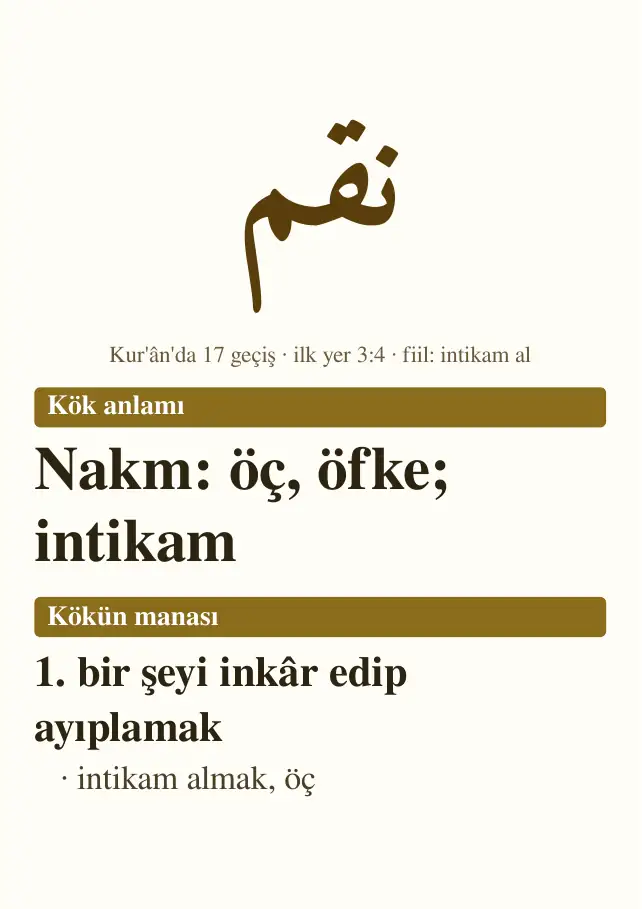 نقم
Kur'ân'da 17 geçiş · ilk yer 3:4 · fiil: intikam al
Kök anlamı
Nakm: öç, öfke;
intikam
Kökün manası
1. bir şeyi inkâr edip
ayıplamak
· intikam almak, öç